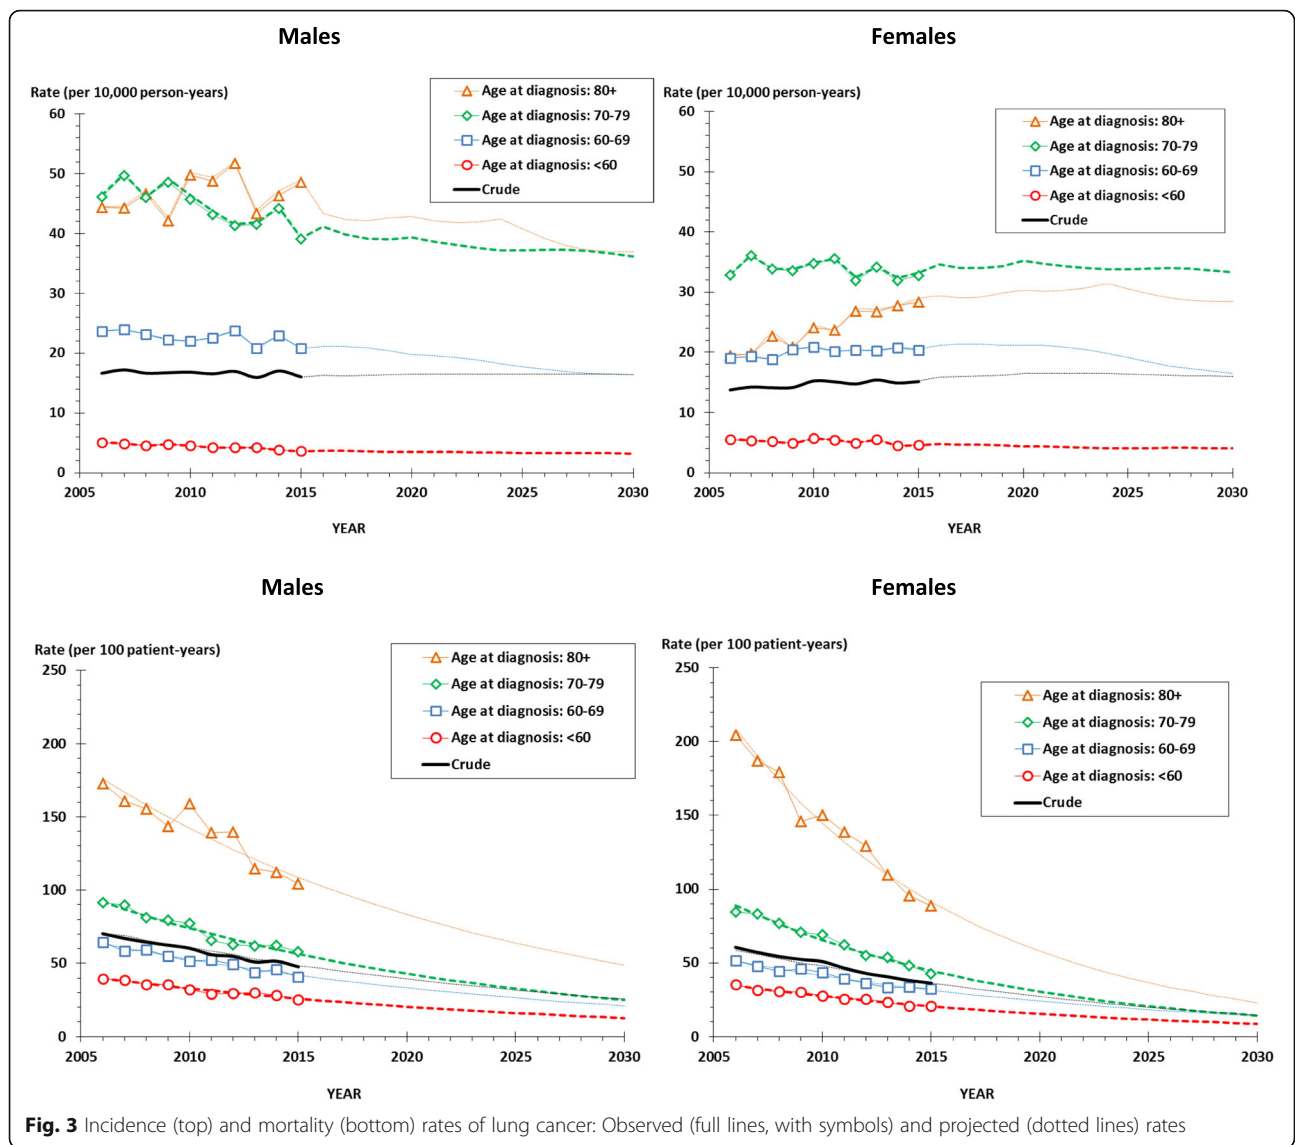 Males
Females
Rate (per 10,000 person-years)
Age at diagnosis: 80+
Age at diagnosis: 70-79
Age at diagnosis: 60-69
Age at diagnosis: <60
Crude
60
50
40
30
20
10
0
2005
2010
2015
2020
2025
2030
YEAR
Rate (per 10,000 person-years)
Age at diagnosis: 80+
Age at diagnosis: 70-79
Age at diagnosis: 60-69
Age at diagnosis: <60
Crude
60
50
40
30
20
10
0
2005
2010
2015
2020
2025
2030
YEAR
Males
Females
Rate (per 100 patient-years)
Age at diagnosis: 80+
Age at diagnosis: 70-79
Age at diagnosis: 60-69
Age at diagnosis: <60
Crude
250
200
150
100
50
0
2005
2010
2015
2020
2025
2030
YEAR
Rate (per 100 patient-years)
Age at diagnosis: 80+
Age at diagnosis: 70-79
Age at diagnosis: 60-69
Age at diagnosis: <60
Crude
250
200
150
100
50
0
2005
2010
2015
2020
2025
2030
YEAR
Fig. 3 Incidence (top) and mortality (bottom) rates of lung cancer: Observed (full lines, with symbols) and projected (dotted lines) rates